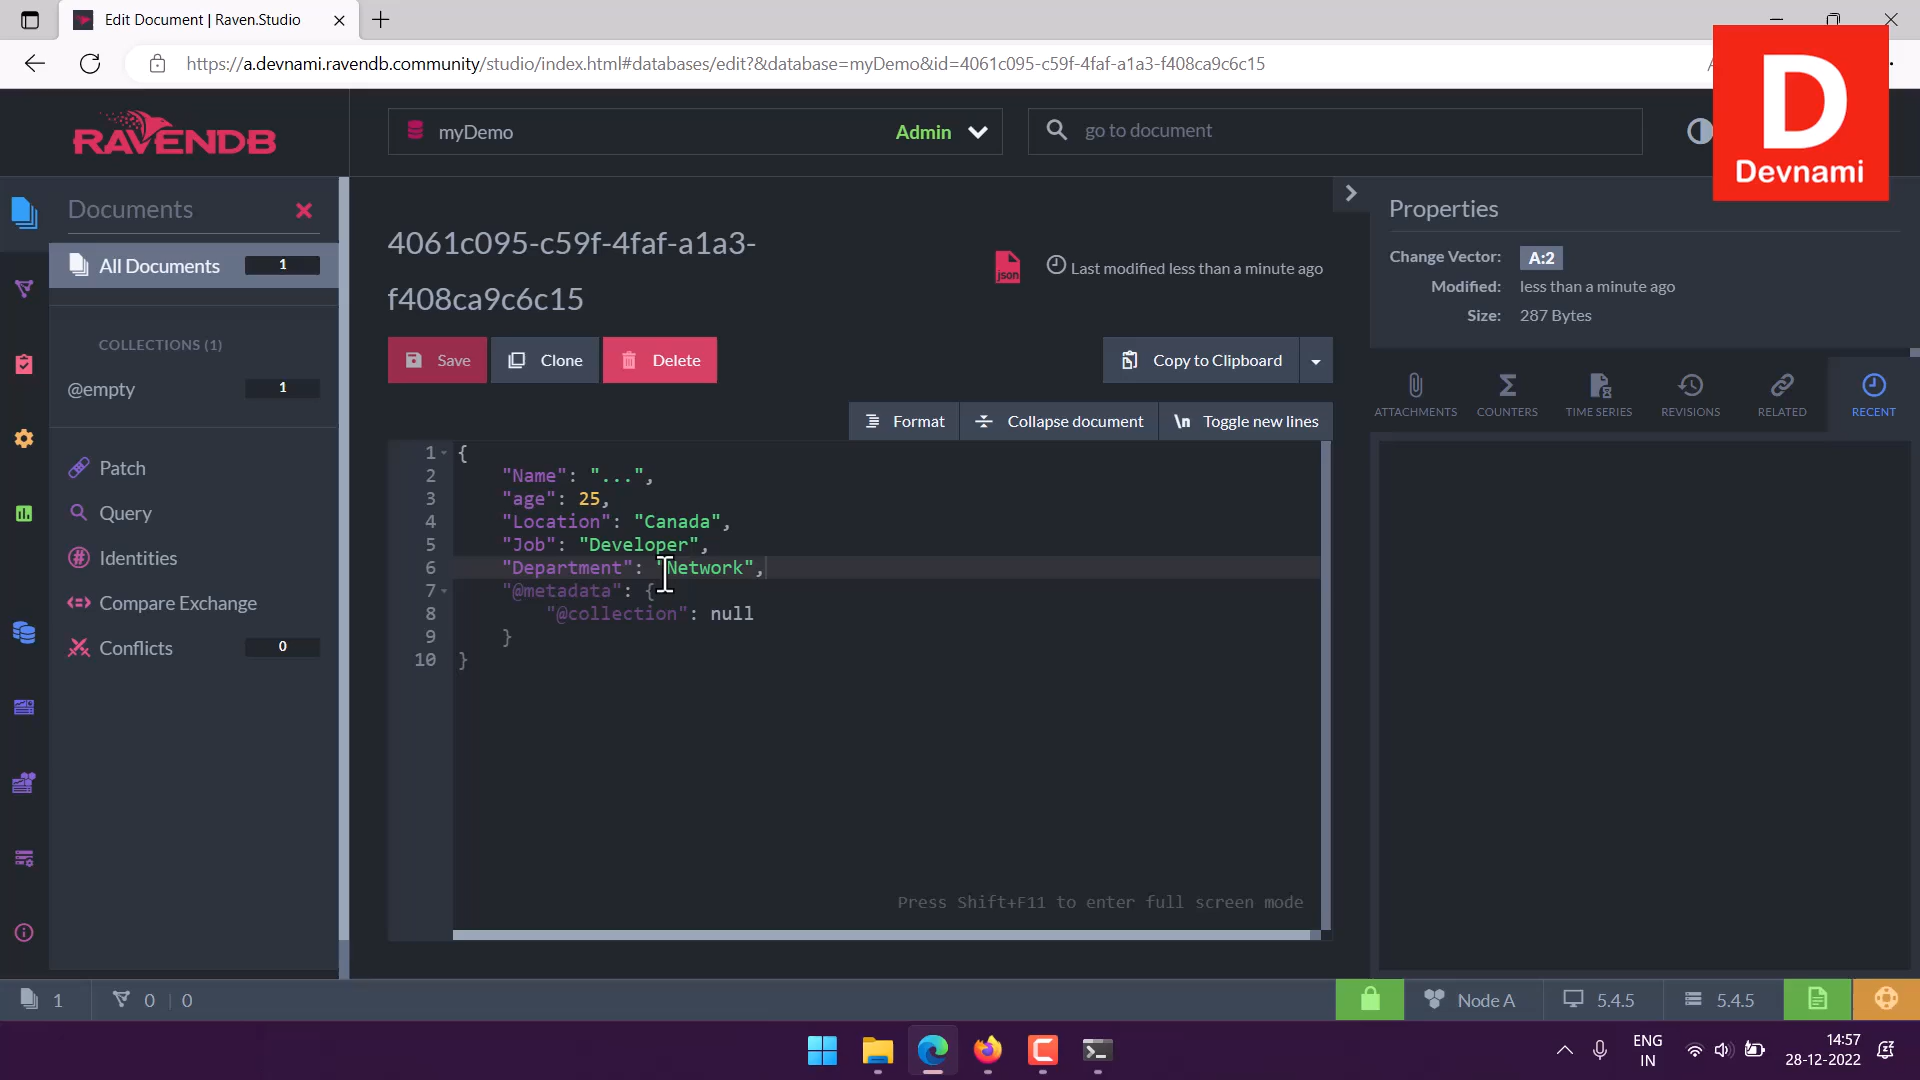 Edit Document | Raven.Studio
https://a.devnami.ravendb.community/studio/index.html#databases/edit?&database=myDemo&id=4061c095-c59f-4faf-a1a3-f408ca9c6c15
D
Devnami
RAVENDB
myDemo
Admin
go to document
Documents
All Documents 1
COLLECTIONS (1)
@empty 1
Patch
Query
Identities
Compare Exchange
Conflicts 0
4061c095-c59f-4faf-a1a3-
f408ca9c6c15
json
Last modified less than a minute ago
Save
Clone
Delete
Copy to Clipboard
Format
Collapse document
\n Toggle new lines
1 {
2 "Name": "...",
3 "age": 25,
4 "Location": "Canada",
5 "Job": "Developer",
6 "Department": "Network",
7 "@metadata": {
8 "@collection": null
9 }
10 }
Press Shift+F11 to enter full screen mode
Properties
Change Vector: A:2
Modified: less than a minute ago
Size: 287 Bytes
ATTACHMENTS
COUNTERS
TIME SERIES
REVISIONS
RELATED
RECENT
1
0 | 0
Node A
5.4.5
5.4.5
ENG
IN
14:57
28-12-2022